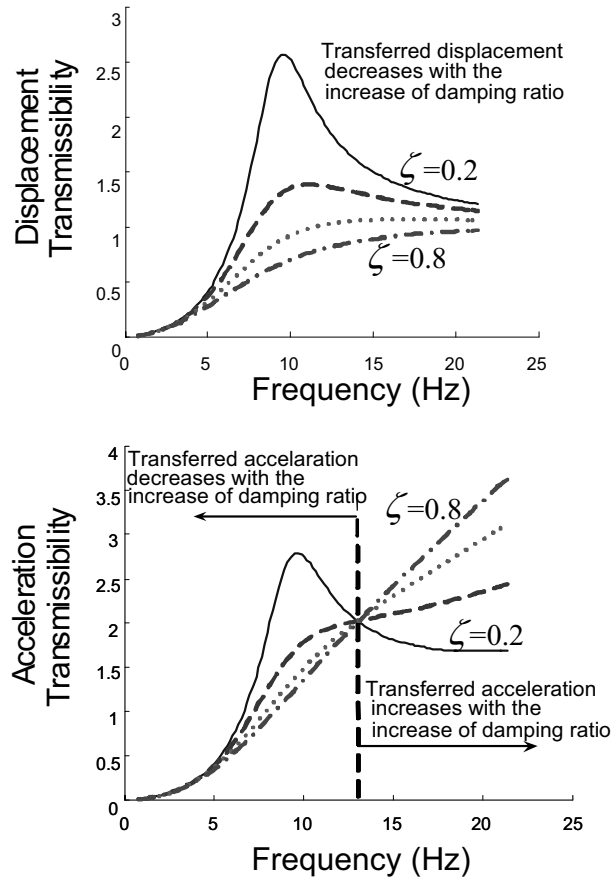 3
2.5
2
1.5
1
0.5
0
Displacement
Transmissibility
Transferred displacement
decreases with the
increase of damping ratio
ζ=0.2
ζ=0.8
0 5 10 15 20 25
Frequency (Hz)
4
3.5
3
2.5
2
1.5
1
0.5
0
Acceleration
Transmissibility
Transferred accelaration
decreases with the
increase of damping ratio
ζ=0.8
ζ=0.2
Transferred acceleration
increases with the
increase of damping ratio
0 5 10 15 20 25
Frequency (Hz)